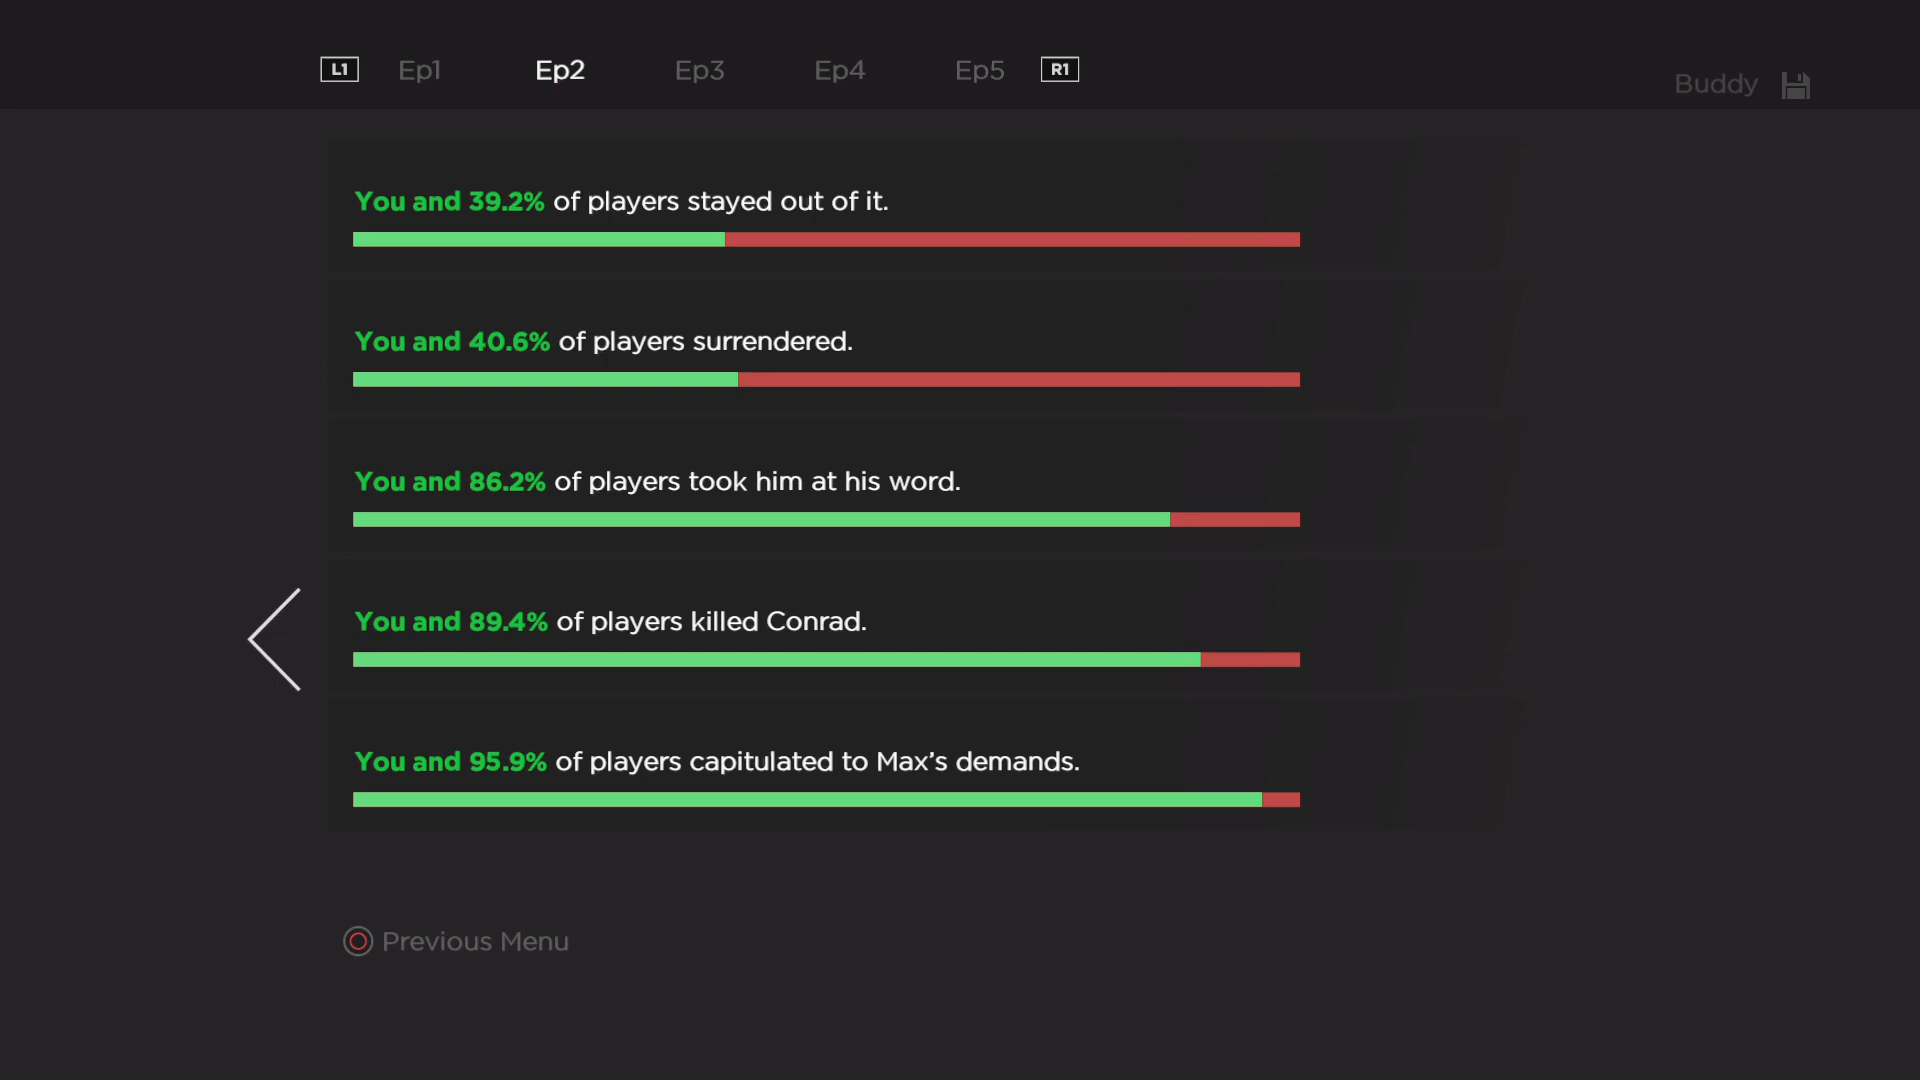 L1 Ep1 Ep2 Ep3 Ep4 Ep5 R1
Buddy
You and 39.2% of players stayed out of it.
You and 40.6% of players surrendered.
You and 86.2% of players took him at his word.
You and 89.4% of players killed Conrad.
You and 95.9% of players capitulated to Max's demands.
Previous Menu